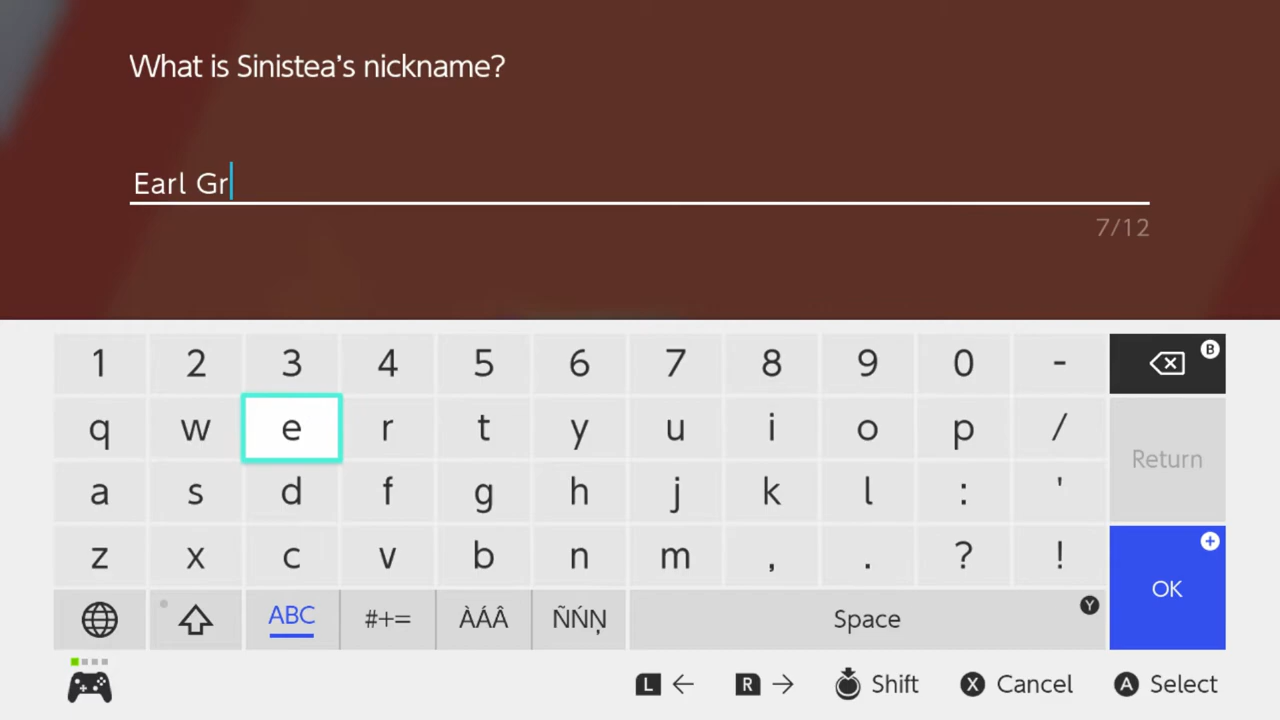 What is Sinistea's nickname?
Earl Gr
7/12
1 2 3 4 5 6 7 8 9 0 - B
q w e r t y u i o p / Return
a s d f g h j k l : '
z x c v b n m , . ? ! + OK
ABC #+= ÀÁÂ ÑŃŅ Space Y
L ← R → Shift X Cancel A Select